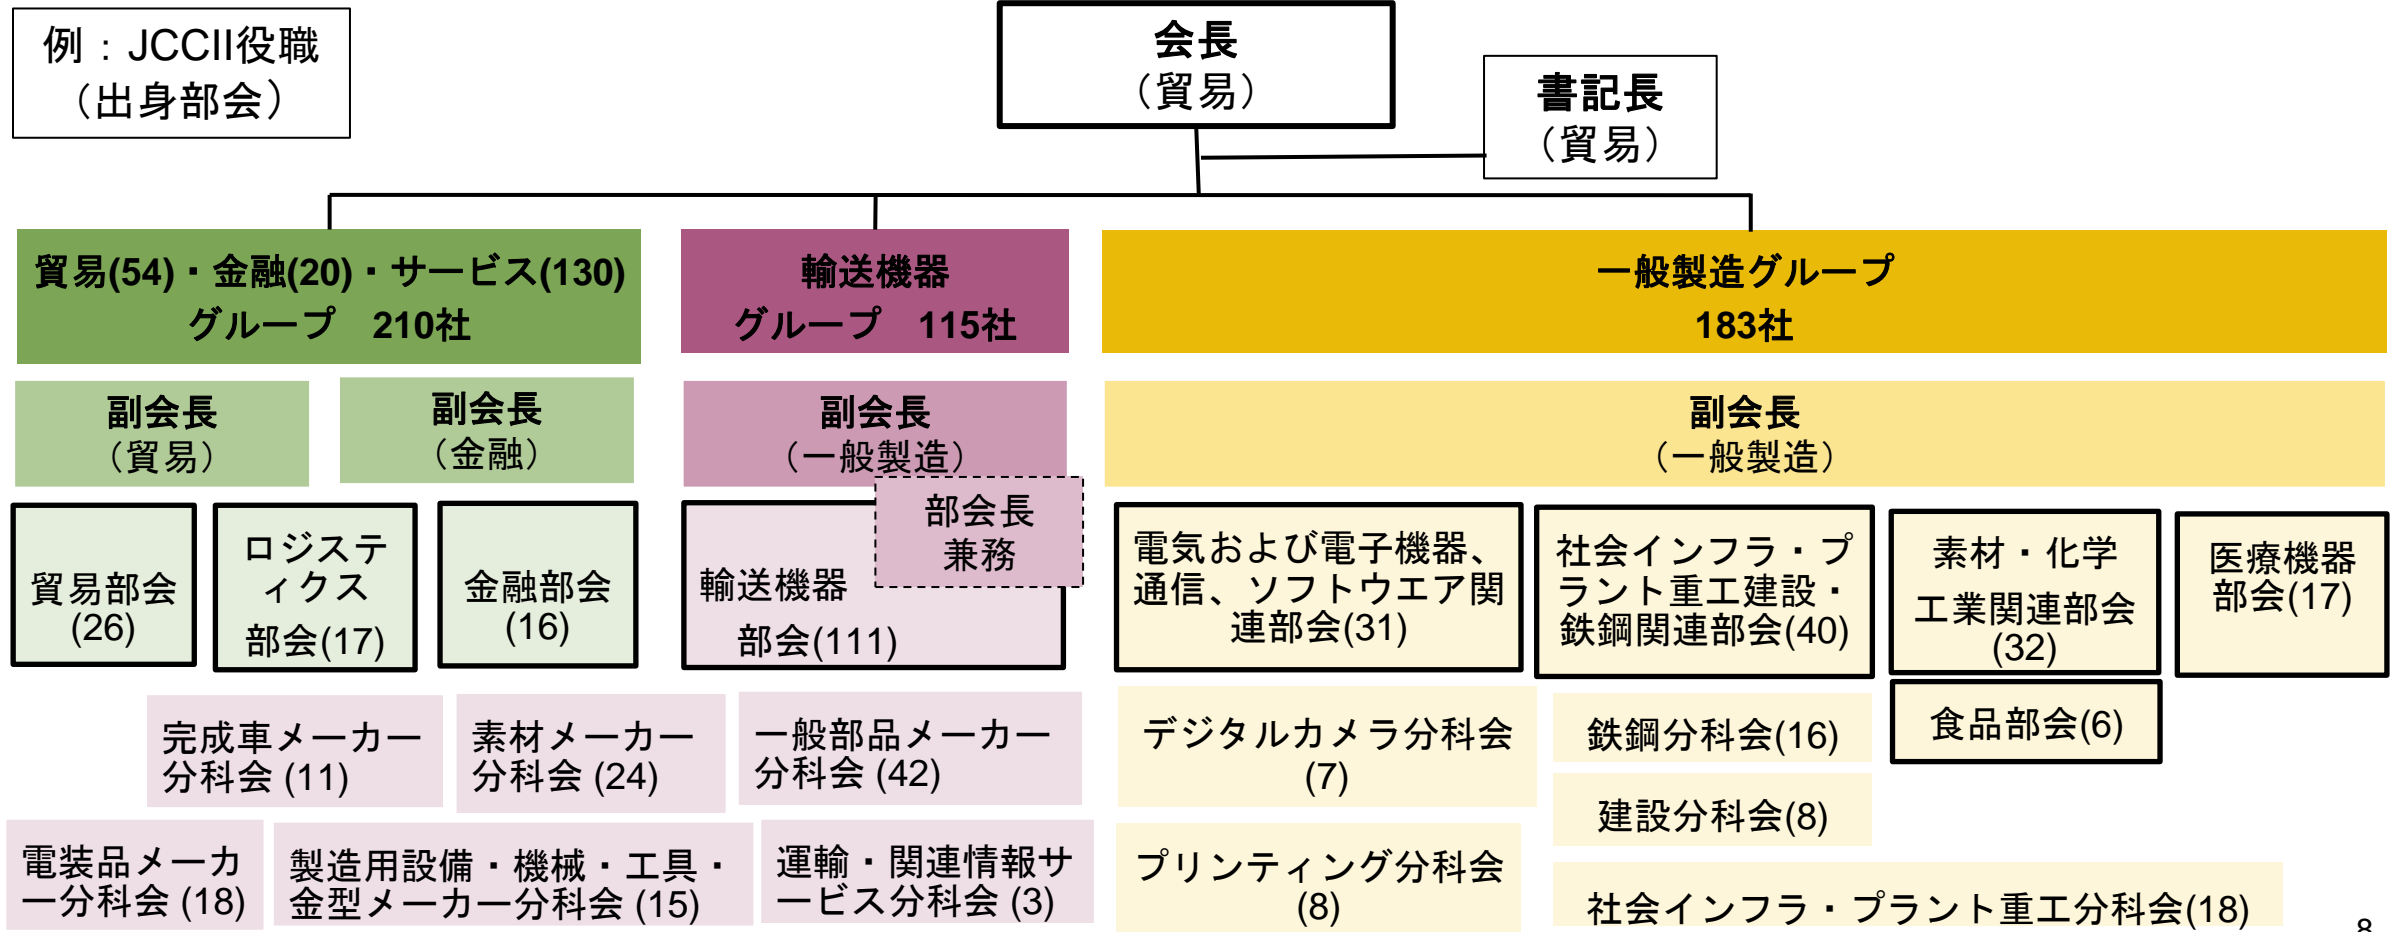 例：JCCII役職
（出身部会）
会長
（貿易）
書記長
（貿易）
貿易(54)・金融(20)・サービス(130)
グループ　210社
輸送機器
グループ　115社
一般製造グループ
183社
副会長
（貿易）
副会長
（金融）
副会長
（一般製造）
副会長
（一般製造）
部会長
兼務
貿易部会
(26)
ロジステ
ィクス
部会(17)
金融部会
(16)
輸送機器
部会(111)
電気および電子機器、
通信、ソフトウエア関
連部会(31)
社会インフラ・プ
ラント重工建設・
鉄鋼関連部会(40)
素材・化学
工業関連部会
(32)
医療機器
部会(17)
食品部会(6)
完成車メーカー
分科会 (11)
素材メーカー
分科会 (24)
一般部品メーカー
分科会 (42)
デジタルカメラ分科会
(7)
鉄鋼分科会(16)
建設分科会(8)
電装品メーカ
ー分科会 (18)
製造用設備・機械・工具・
金型メーカー分科会 (15)
運輸・関連情報サ
ービス分科会 (3)
プリンティング分科会
(8)
社会インフラ・プラント重工分科会(18)
8